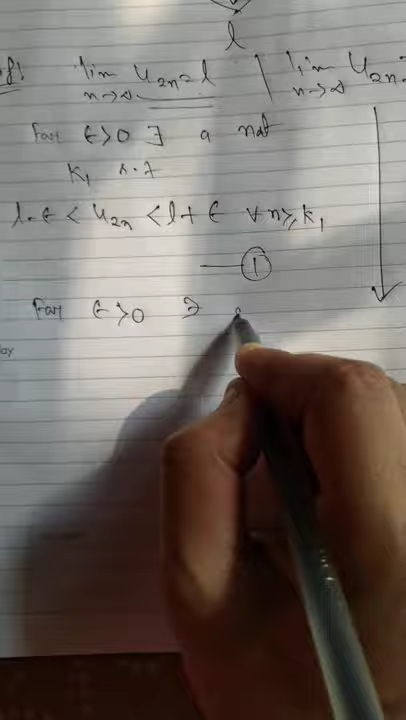 l
lim U2n = l | lim U2n =
n→∞ n→∞
For ϵ>0 ∃ a nat
K1 s.t
l-ϵ < U2n < l+ϵ ∀ n≥k1
— ①
For ϵ>0 ∃